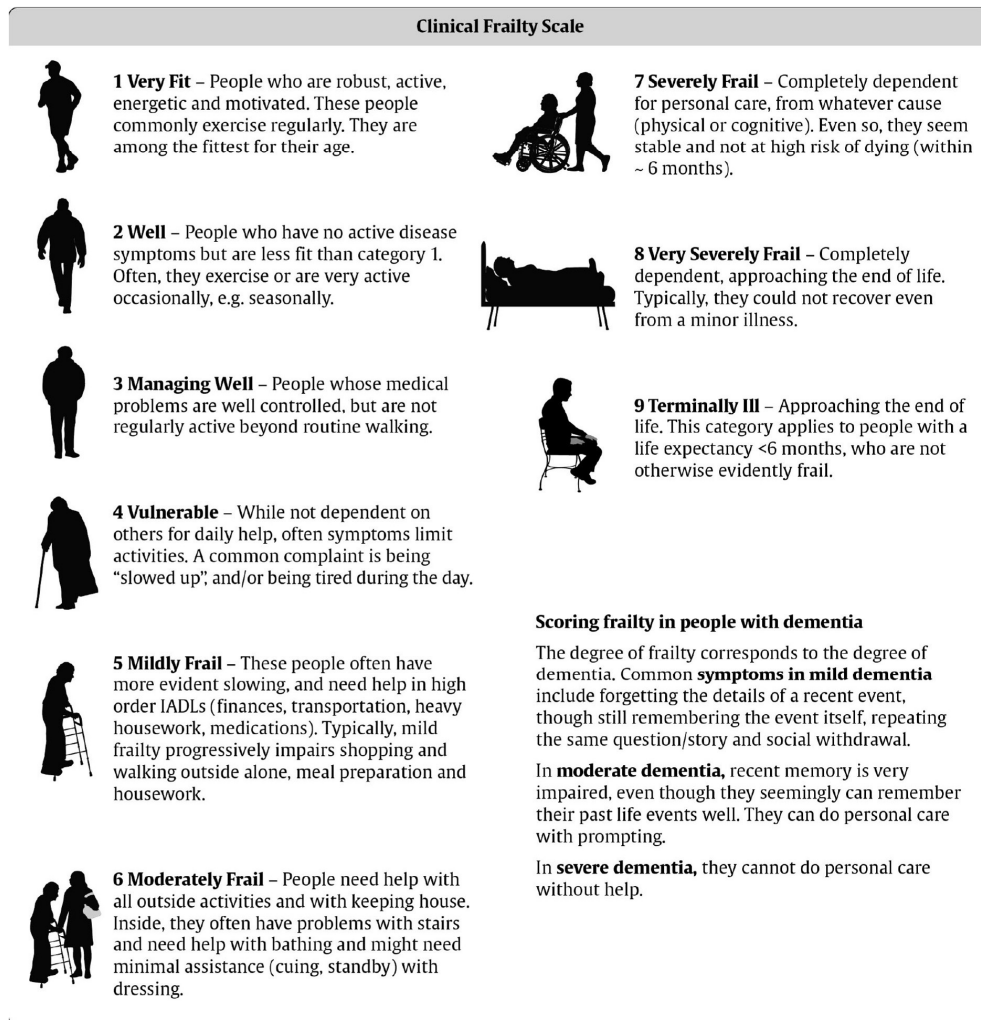 Clinical Frailty Scale
1 Very Fit – People who are robust, active,
energetic and motivated. These people
commonly exercise regularly. They are
among the fittest for their age.
2 Well – People who have no active disease
symptoms but are less fit than category 1.
Often, they exercise or are very active
occasionally, e.g. seasonally.
3 Managing Well – People whose medical
problems are well controlled, but are not
regularly active beyond routine walking.
4 Vulnerable – While not dependent on
others for daily help, often symptoms limit
activities. A common complaint is being
“slowed up”, and/or being tired during the day.
5 Mildly Frail – These people often have
more evident slowing, and need help in high
order IADLs (finances, transportation, heavy
housework, medications). Typically, mild
frailty progressively impairs shopping and
walking outside alone, meal preparation and
housework.
6 Moderately Frail – People need help with
all outside activities and with keeping house.
Inside, they often have problems with stairs
and need help with bathing and might need
minimal assistance (cuing, standby) with
dressing.
7 Severely Frail – Completely dependent
for personal care, from whatever cause
(physical or cognitive). Even so, they seem
stable and not at high risk of dying (within
~ 6 months).
8 Very Severely Frail – Completely
dependent, approaching the end of life.
Typically, they could not recover even
from a minor illness.
9 Terminally Ill – Approaching the end of
life. This category applies to people with a
life expectancy <6 months, who are not
otherwise evidently frail.
Scoring frailty in people with dementia
The degree of frailty corresponds to the degree of
dementia. Common symptoms in mild dementia
include forgetting the details of a recent event,
though still remembering the event itself, repeating
the same question/story and social withdrawal.
In moderate dementia, recent memory is very
impaired, even though they seemingly can remember
their past life events well. They can do personal care
with prompting.
In severe dementia, they cannot do personal care
without help.